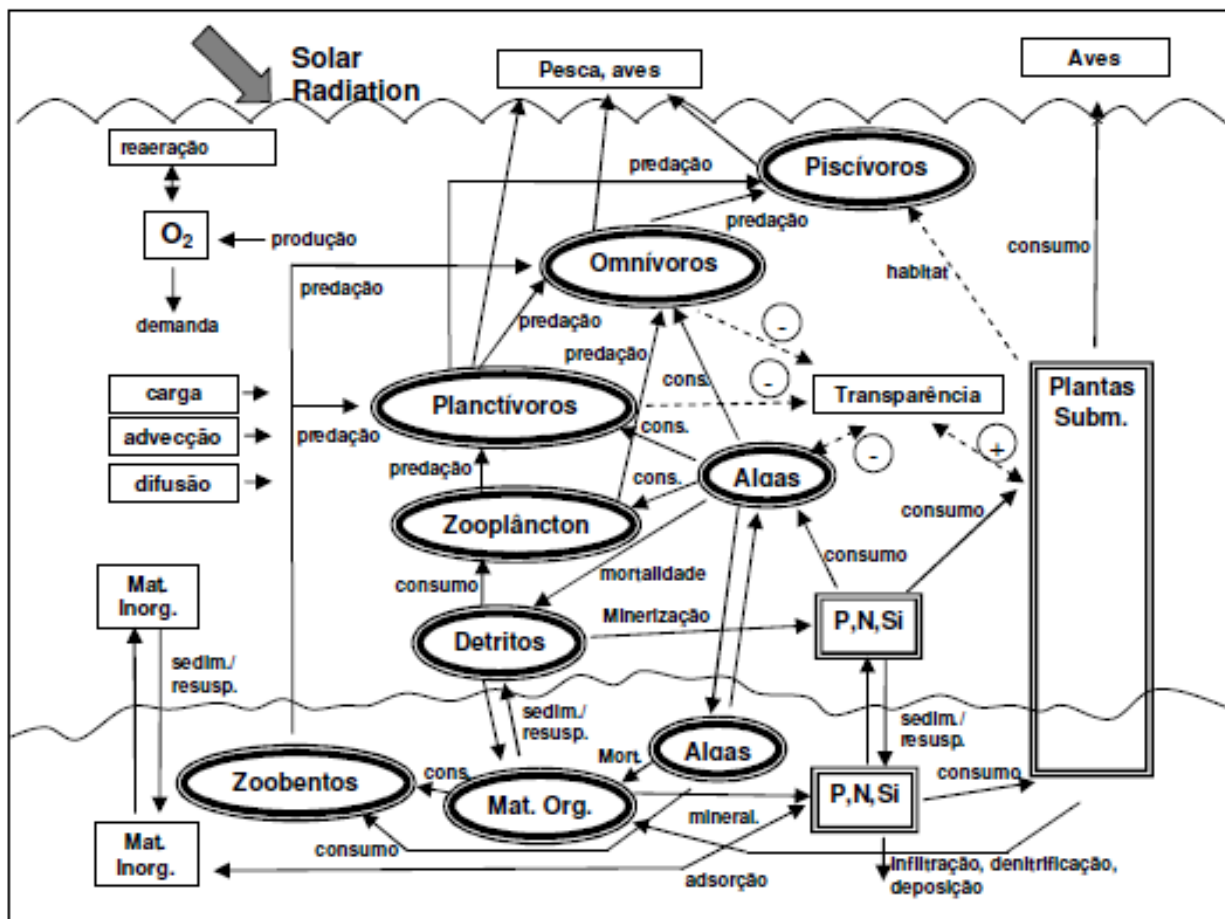 Solar
Radiation
Pesca, aves
Aves
reaeração
O2
produção
demanda
predação
Piscívoros
predação
Omnívoros
predação
predação
predação
habitat
consumo
carga
advecção
difusão
predação
Planctívoros
cons.
cons.
-
-
Transparência
-
+
Plantas
Subm.
predação
Zooplâncton
cons.
Algas
consumo
consumo
consumo
mortalidade
Mat.
Inorg.
Detritos
Minerização
P,N,Si
sedim./
resusp.
sedim./
resusp.
sedim./
resusp.
Zoobentos
cons.
Mort.
Algas
Mat. Org.
mineral.
P,N,Si
consumo
Mat.
Inorg.
consumo
adsorção
infiltração, denitrificação,
deposição